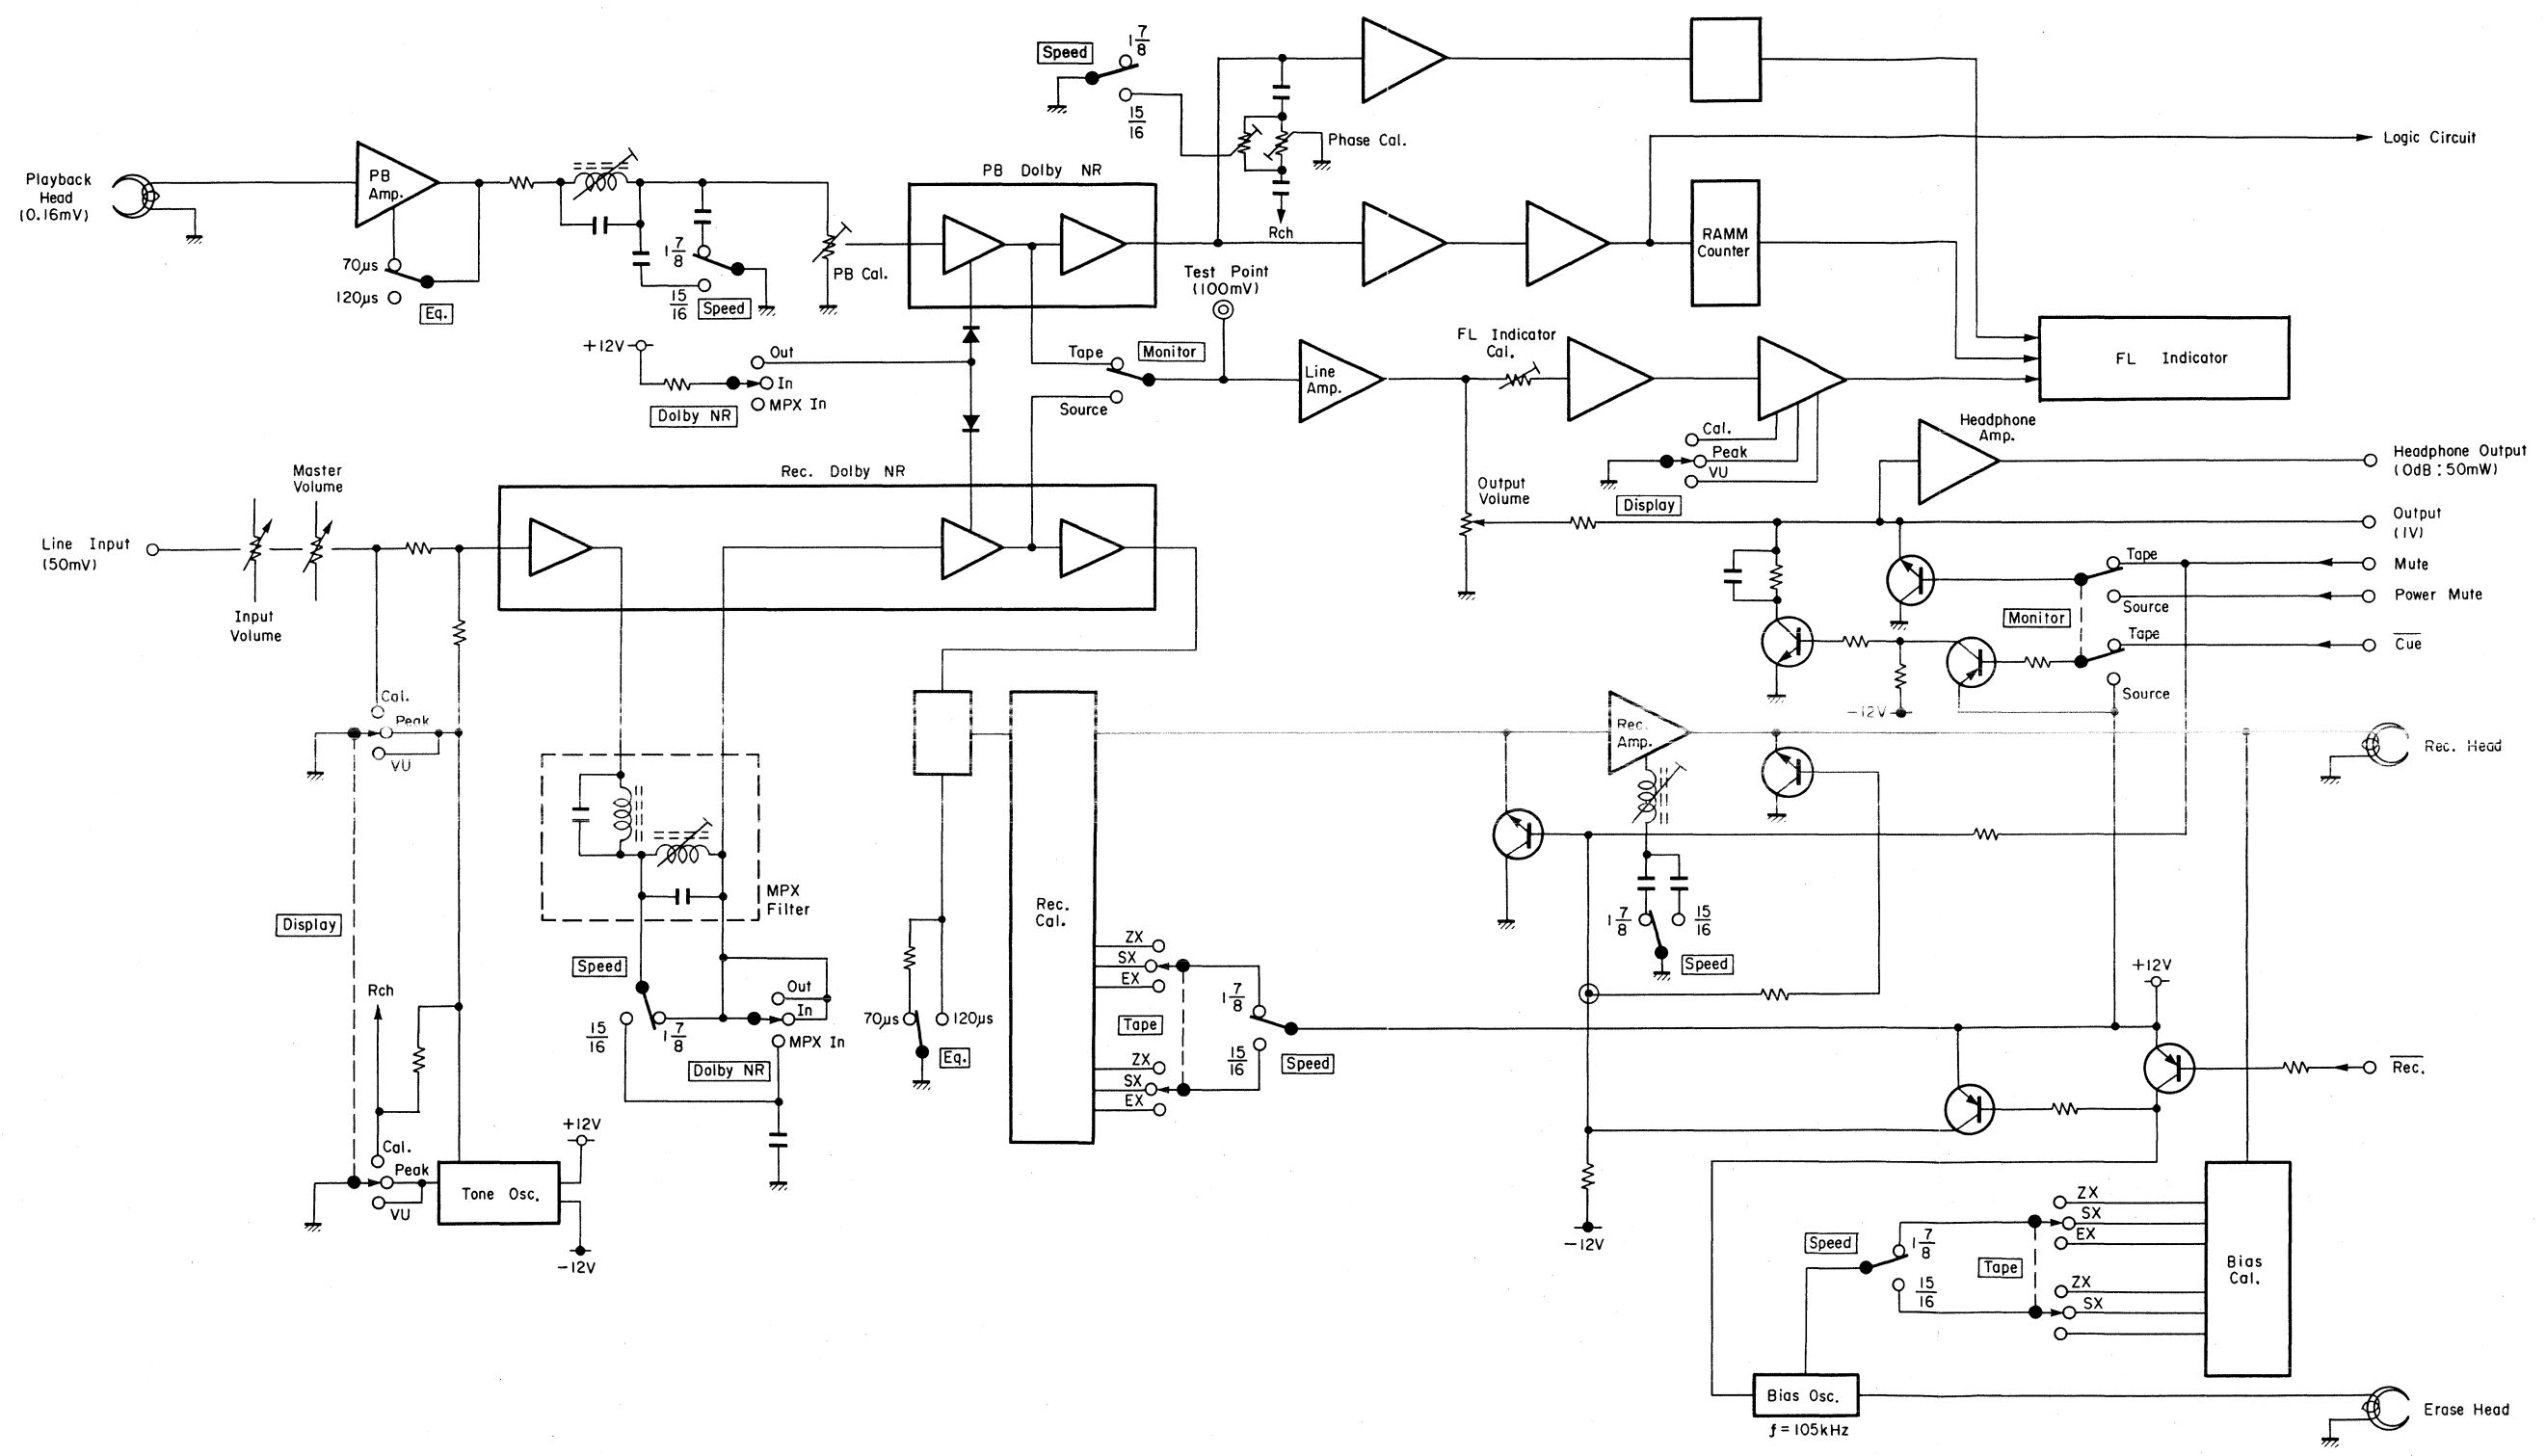 Speed
1 7/8
15/16
Phase Cal.
Rch
Logic Circuit
Playback
Head
(0.16mV)
PB
Amp.
70µs
120µs
Eq.
1 7/8
15/16
Speed
PB Cal.
PB Dolby NR
Test Point
(100mV)
RAMM
Counter
+12V
Out
In
MPX In
Dolby NR
Tape
Monitor
Source
Line
Amp.
FL Indicator
Cal.
FL Indicator
Cal.
Peak
VU
Display
Headphone
Amp.
Headphone Output
(0dB : 50mW)
Output
Volume
Output
(1V)
Line Input
(50mV)
Input
Volume
Master
Volume
Rec. Dolby NR
Tape
Mute
Source
Power Mute
Monitor
Tape
Cue
Source
-12V
Cal.
Peak
VU
Display
MPX
Filter
Speed
15/16
1 7/8
Out
In
MPX In
Dolby NR
70µs
120µs
Eq.
Rec.
Cal.
ZX
SX
EX
Tape
ZX
SX
EX
1 7/8
15/16
Speed
Rec.
Amp.
1 7/8
15/16
Speed
Rec. Head
+12V
Rec.
-12V
Rch
Cal.
Peak
VU
Tone Osc.
+12V
-12V
Speed
1 7/8
15/16
Tape
ZX
SX
EX
ZX
SX
Bias
Cal.
Bias Osc.
f = 105kHz
Erase Head